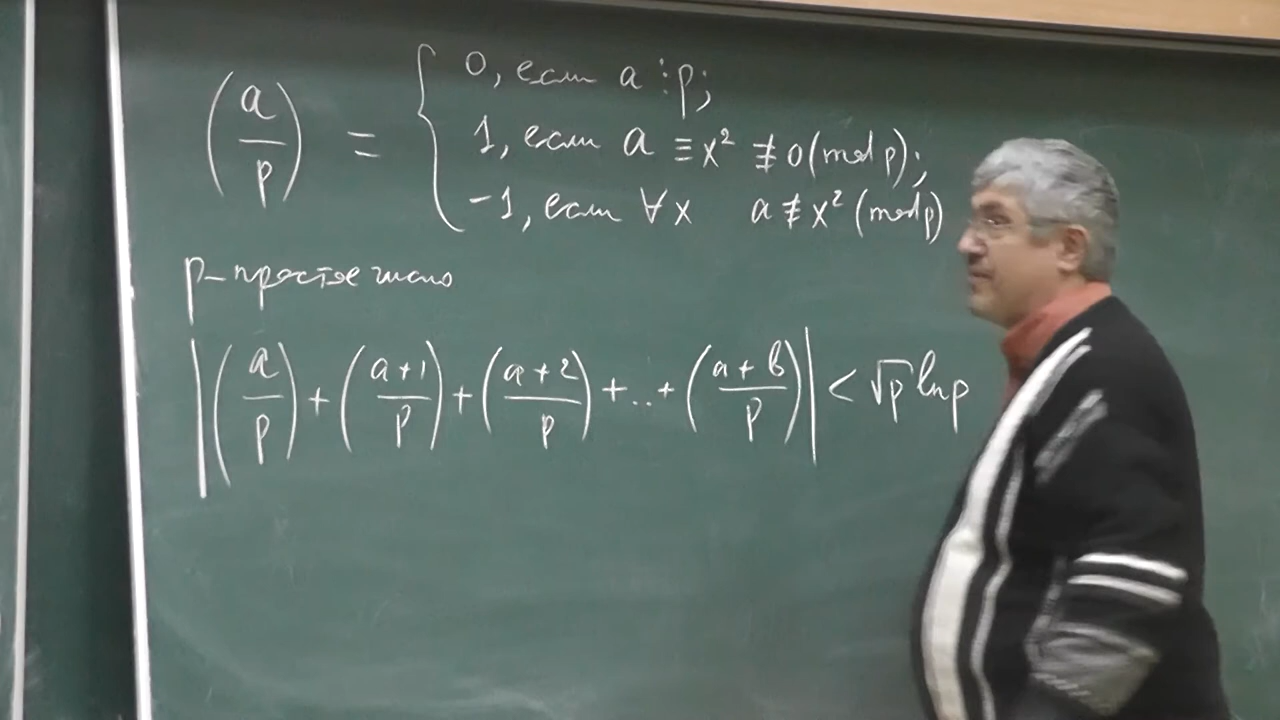 (a/p) = { 0, если a ⋮ p;
1, если a ≡ x² ≢ 0 (mod p);
-1, если ∀ x a ≢ x² (mod p)
p - простое число
|(a/p) + (a+1/p) + (a+2/p) + ... + (a+b/p)| < √p ln p